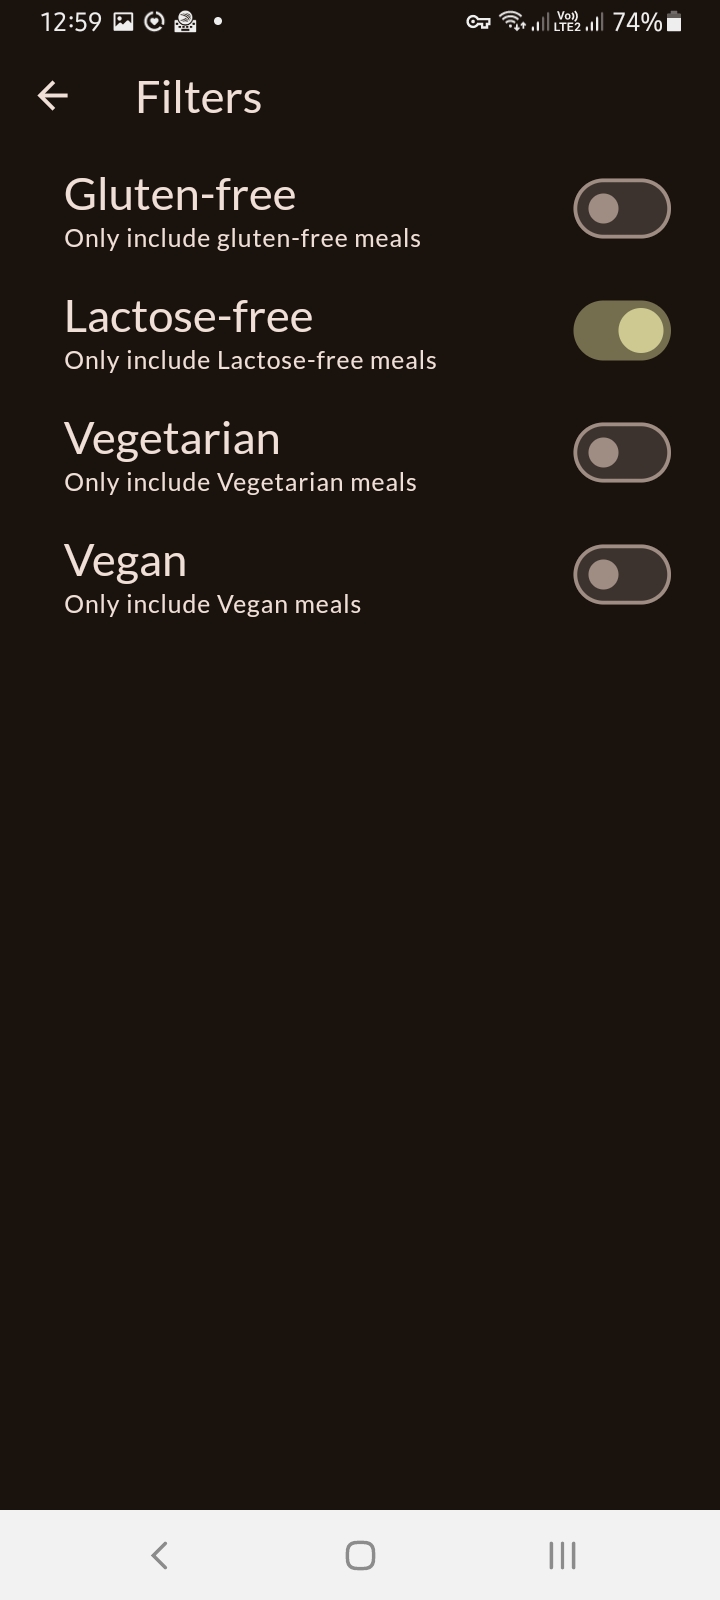 12:59 Vo)) LTE2 74%
Filters
Gluten-free
Only include gluten-free meals
Lactose-free
Only include Lactose-free meals
Vegetarian
Only include Vegetarian meals
Vegan
Only include Vegan meals